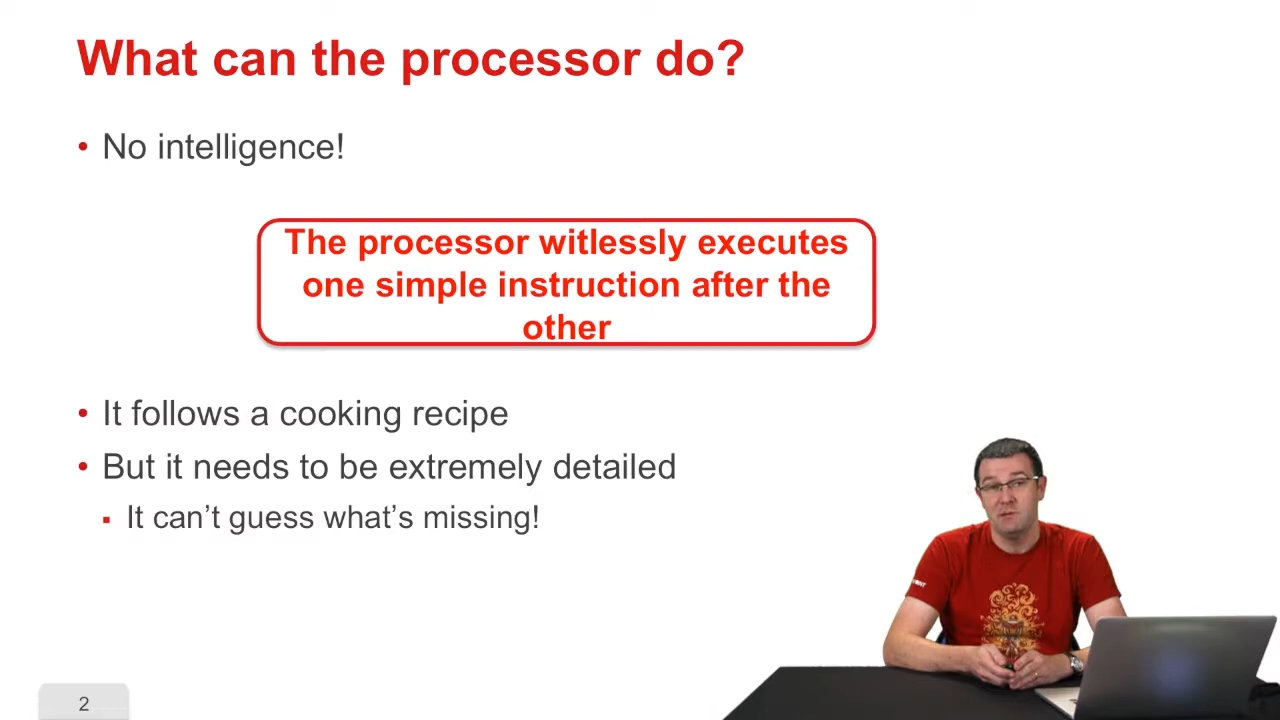 What can the processor do?
• No intelligence!
The processor witlessly executes
one simple instruction after the
other
• It follows a cooking recipe
• But it needs to be extremely detailed
▪ It can't guess what's missing!
2